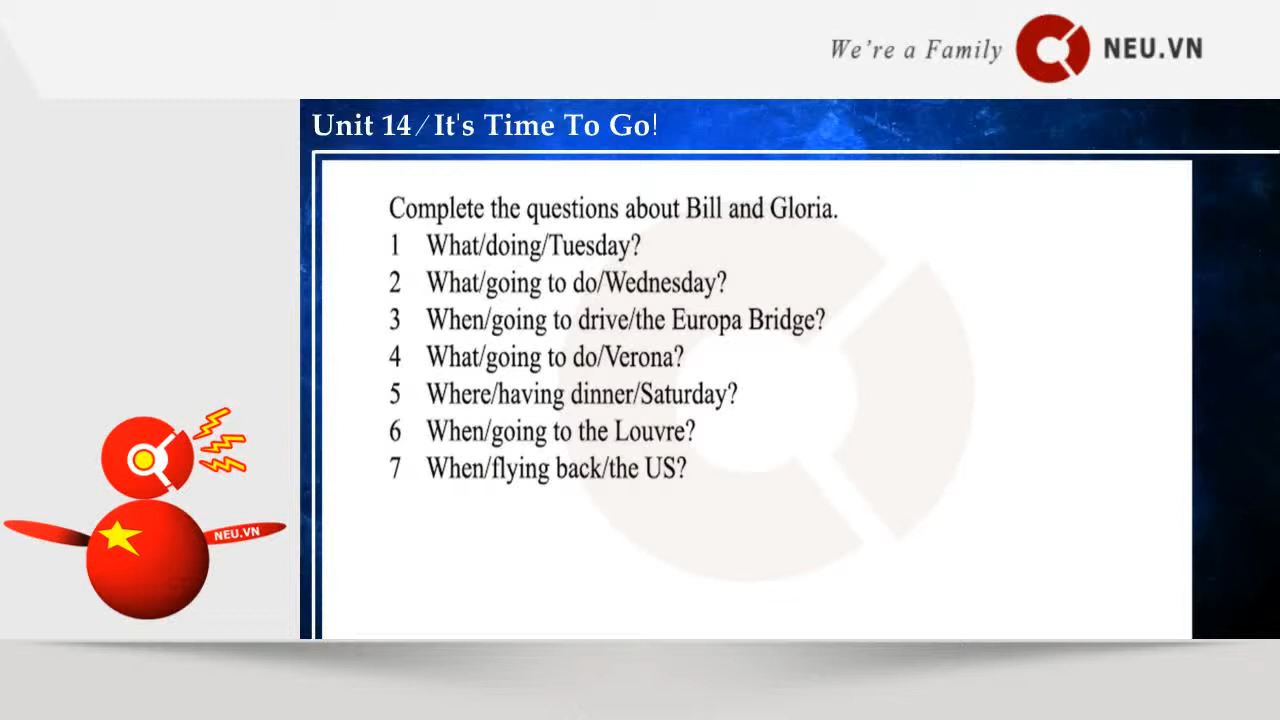 We're a Family NEU.VN
Unit 14 / It's Time To Go!
Complete the questions about Bill and Gloria.
1 What/doing/Tuesday?
2 What/going to do/Wednesday?
3 When/going to drive/the Europa Bridge?
4 What/going to do/Verona?
5 Where/having dinner/Saturday?
6 When/going to the Louvre?
7 When/flying back/the US?
NEU.VN